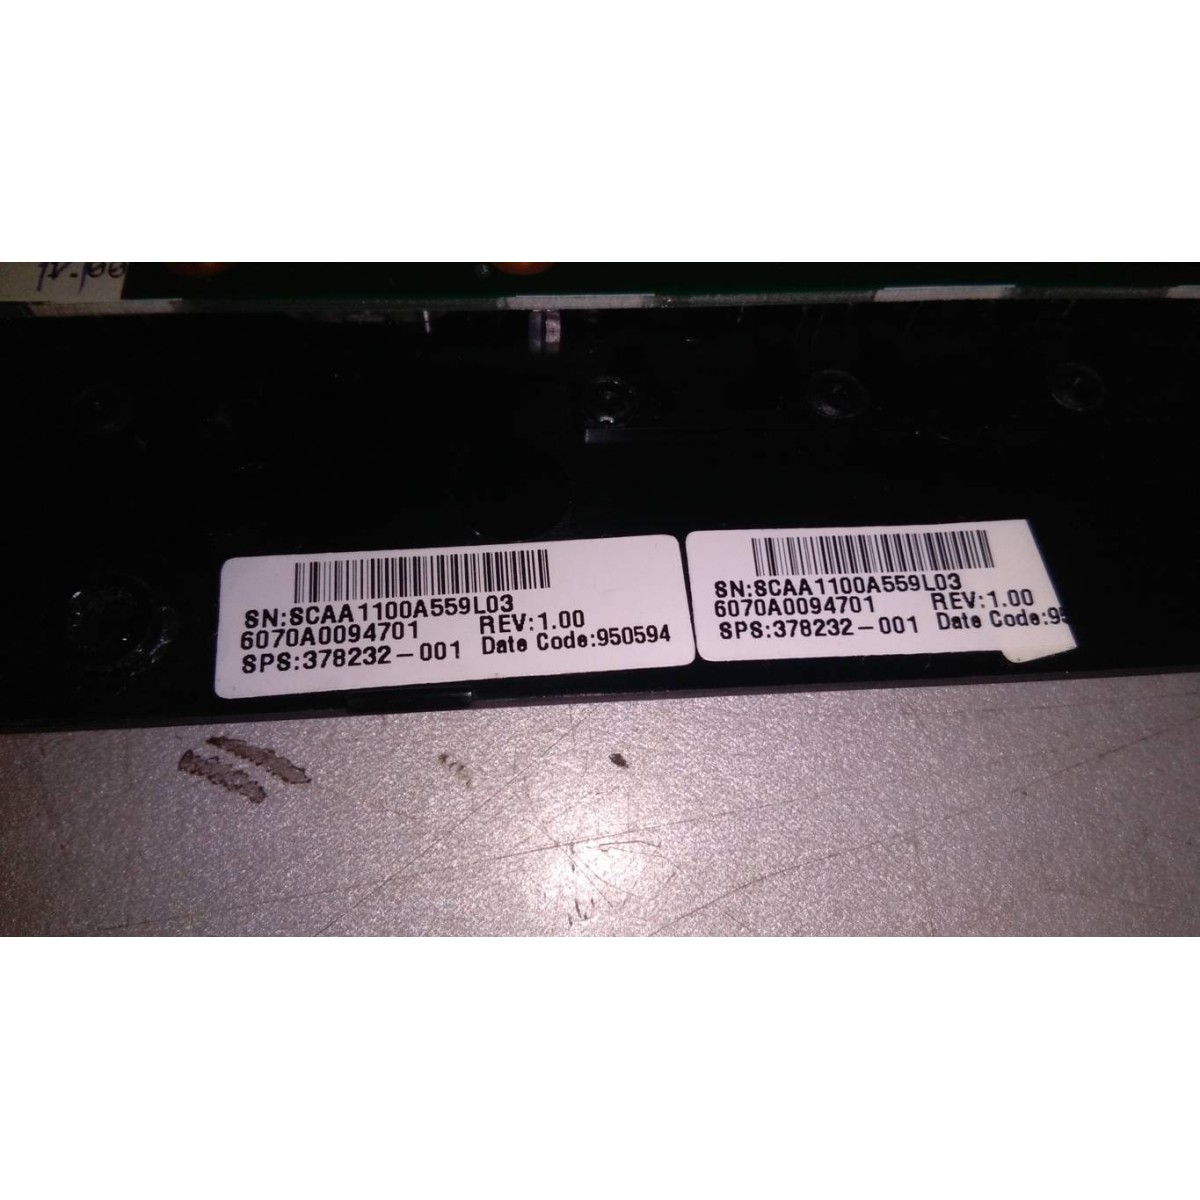 SN:SCAA1100A559L03
6070A0094701 REV:1.00
SPS:378232-001 Date Code:950594
SN:SCAA1100A559L03
6070A0094701 REV:1.00
SPS:378232-001 Date Code:95